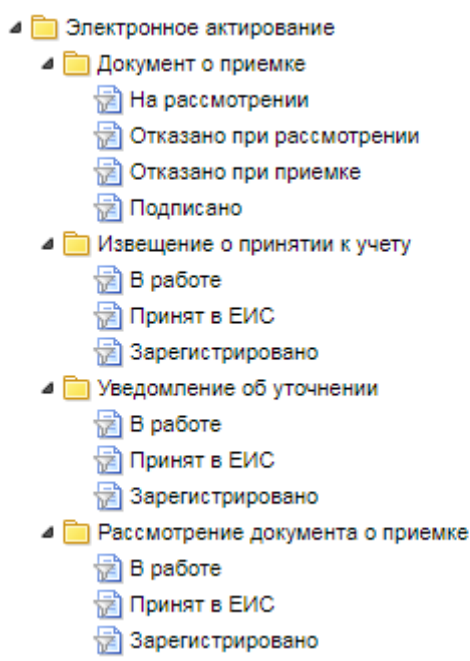 Электронное актирование
Документ о приемке
На рассмотрении
Отказано при рассмотрении
Отказано при приемке
Подписано
Извещение о принятии к учету
В работе
Принят в ЕИС
Зарегистрировано
Уведомление об уточнении
В работе
Принят в ЕИС
Зарегистрировано
Рассмотрение документа о приемке
В работе
Принят в ЕИС
Зарегистрировано